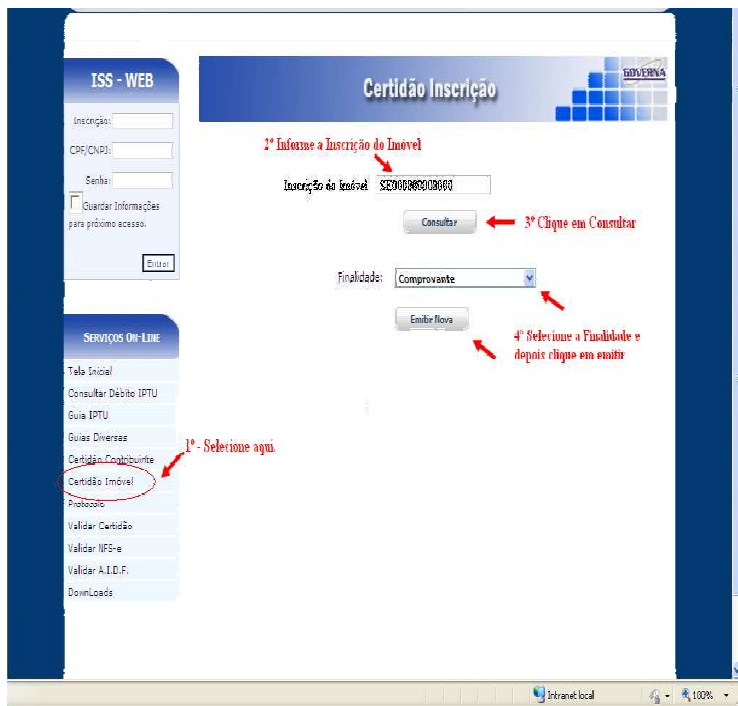 ISS - WEB
Inscrição:
CPF/CNPJ:
Senha:
Guardar Informações
para próximo acesso.
Entrar
Certidão Inscrição
GOVERNA
2º Informe a Inscrição do Imóvel
Inscrição do Imóvel
Consultar
3º Clique em Consultar
Finalidade:
Comprovante
Emitir Nova
4º Selecione a Finalidade e
depois clique em emitir
SERVIÇOS ON-LINE
Tela Inicial
Consultar Débito IPTU
Guia IPTU
Guias Diversas
Certidão Contribuinte
1º - Selecione aqui.
Certidão Imóvel
Protocolo
Validar Certidão
Validar NFS-e
Validar A.I.D.F.
DownLoads
Intranet local
100%